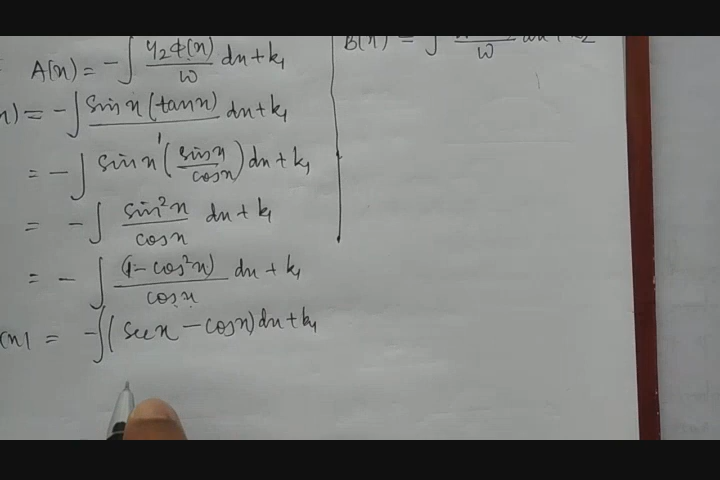 A(x) = -∫ y₂ϕ(x)/W dx + k₁
x) = -∫ sin x (tan x)/1 dx + k₁
= -∫ sin x (sin x/cos x) dx + k₁
= -∫ sin²x/cos x dx + k₁
= -∫ (1 - cos²x)/cos x dx + k₁
(x) = -∫(sec x - cos x) dx + k₁
B(x) = ∫ W